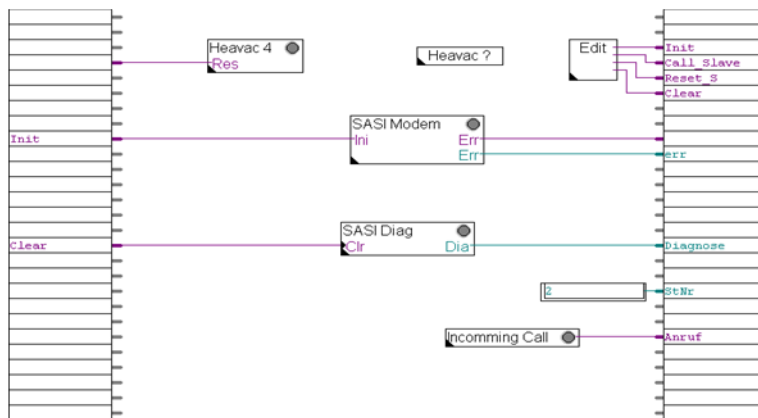 Heavac 4
Res
Heavac ?
Edit
Init
Call_Slave
Reset_S
Clear
SASI Modem
Init
Ini
Err
Err
err
SASI Diag
Clear
Clr
Dia
Diagnose
2
StNr
Incomming Call
Anruf